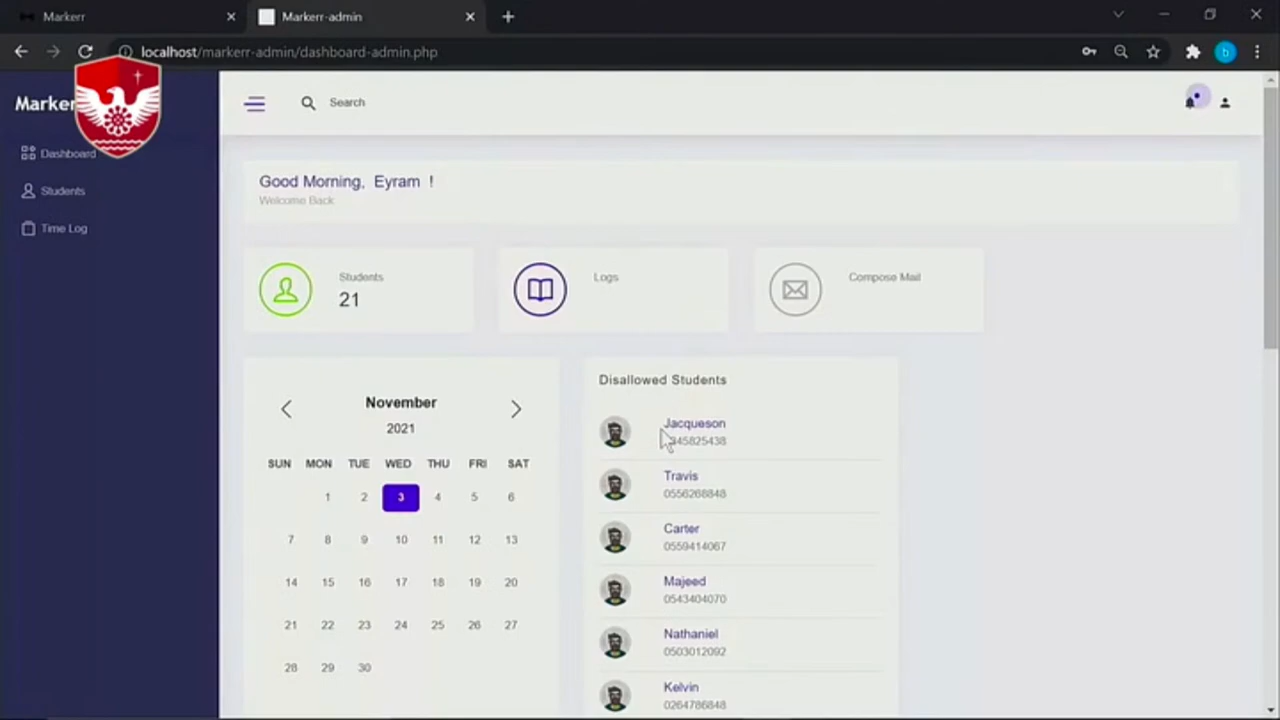 Markerr
Markerr-admin
localhost/markerr-admin/dashboard-admin.php
b
Search
Dashboard
Students
Time Log
Good Morning, Eyram !
Welcome Back
Students
21
Logs
Compose Mail
November
2021
SUN MON TUE WED THU FRI SAT
1 2 3 4 5 6
7 8 9 10 11 12 13
14 15 16 17 18 19 20
21 22 23 24 25 26 27
28 29 30
Disallowed Students
Jacqueson
345825438
Travis
0556268848
Carter
0559414067
Majeed
0543404070
Nathaniel
0503012092
Kelvin
0264786848